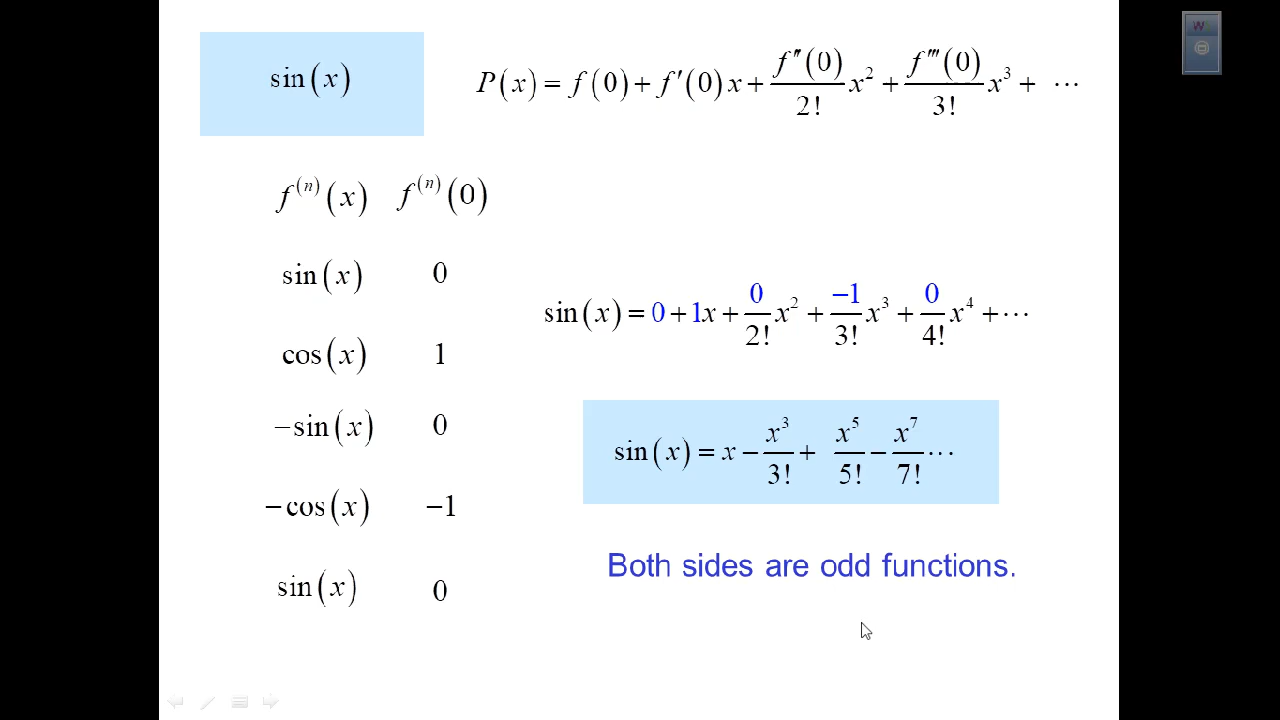 sin(x)
P(x) = f(0) + f′(0)x + f″(0)/2! x² + f‴(0)/3! x³ + ⋯
f⁽ⁿ⁾(x) f⁽ⁿ⁾(0)
sin(x) 0
sin(x) = 0 + 1x + 0/2! x² + −1/3! x³ + 0/4! x⁴ + ⋯
cos(x) 1
−sin(x) 0
sin(x) = x − x³/3! + x⁵/5! − x⁷/7! ⋯
−cos(x) −1
Both sides are odd functions.
sin(x) 0